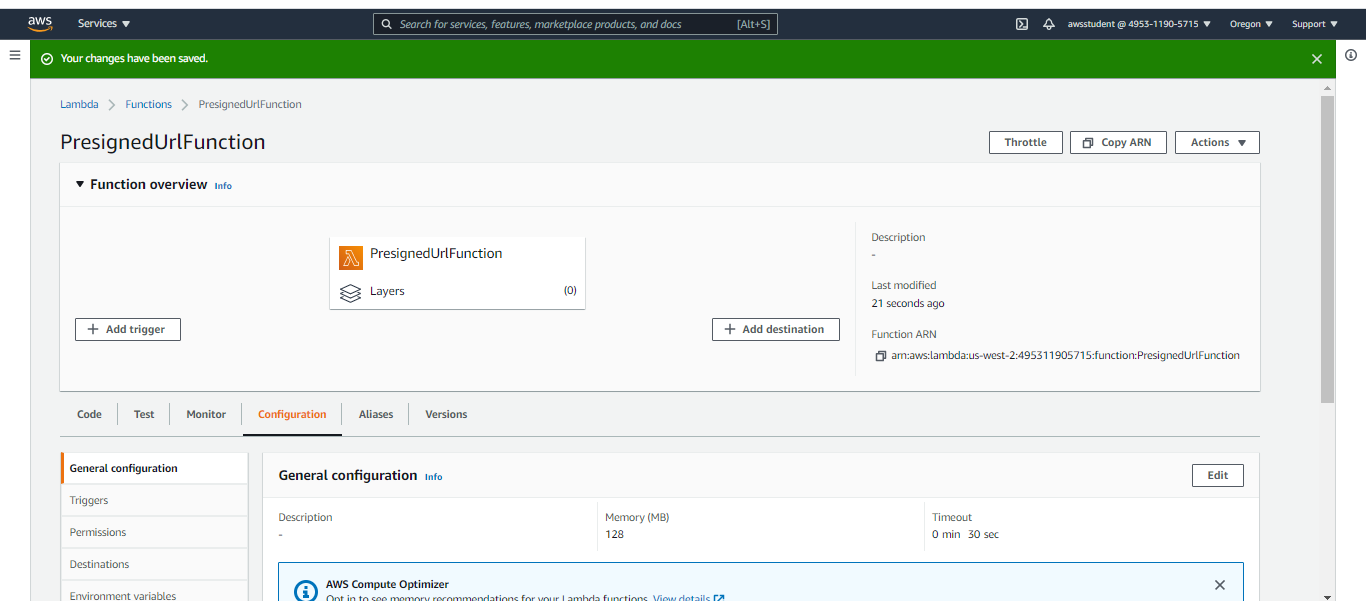 aws Services ▼ Search for services, features, marketplace products, and docs [Alt+S] awsstudent @ 4953-1190-5715 ▼ Oregon ▼ Support ▼
Your changes have been saved.
Lambda > Functions > PresignedUrlFunction
PresignedUrlFunction
Throttle Copy ARN Actions ▼
▼ Function overview Info
PresignedUrlFunction
Layers (0)
+ Add trigger
+ Add destination
Description
-
Last modified
21 seconds ago
Function ARN
arn:aws:lambda:us-west-2:495311905715:function:PresignedUrlFunction
Code Test Monitor Configuration Aliases Versions
General configuration
Triggers
Permissions
Destinations
Environment variables
General configuration Info Edit
Description Memory (MB) Timeout
- 128 0 min 30 sec
AWS Compute Optimizer
Opt in to see memory recommendations for your Lambda functions. View details